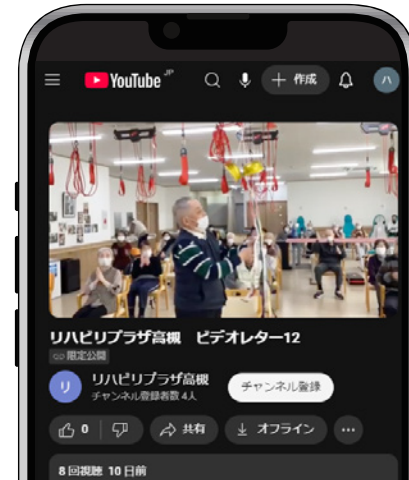 YouTube JP
作成
ハ
リハビリプラザ高槻 ビデオレター12
限定公開
リ
リハビリプラザ高槻
チャンネル登録者数 4人
チャンネル登録
0
共有
オフライン
8 回視聴 10 日前